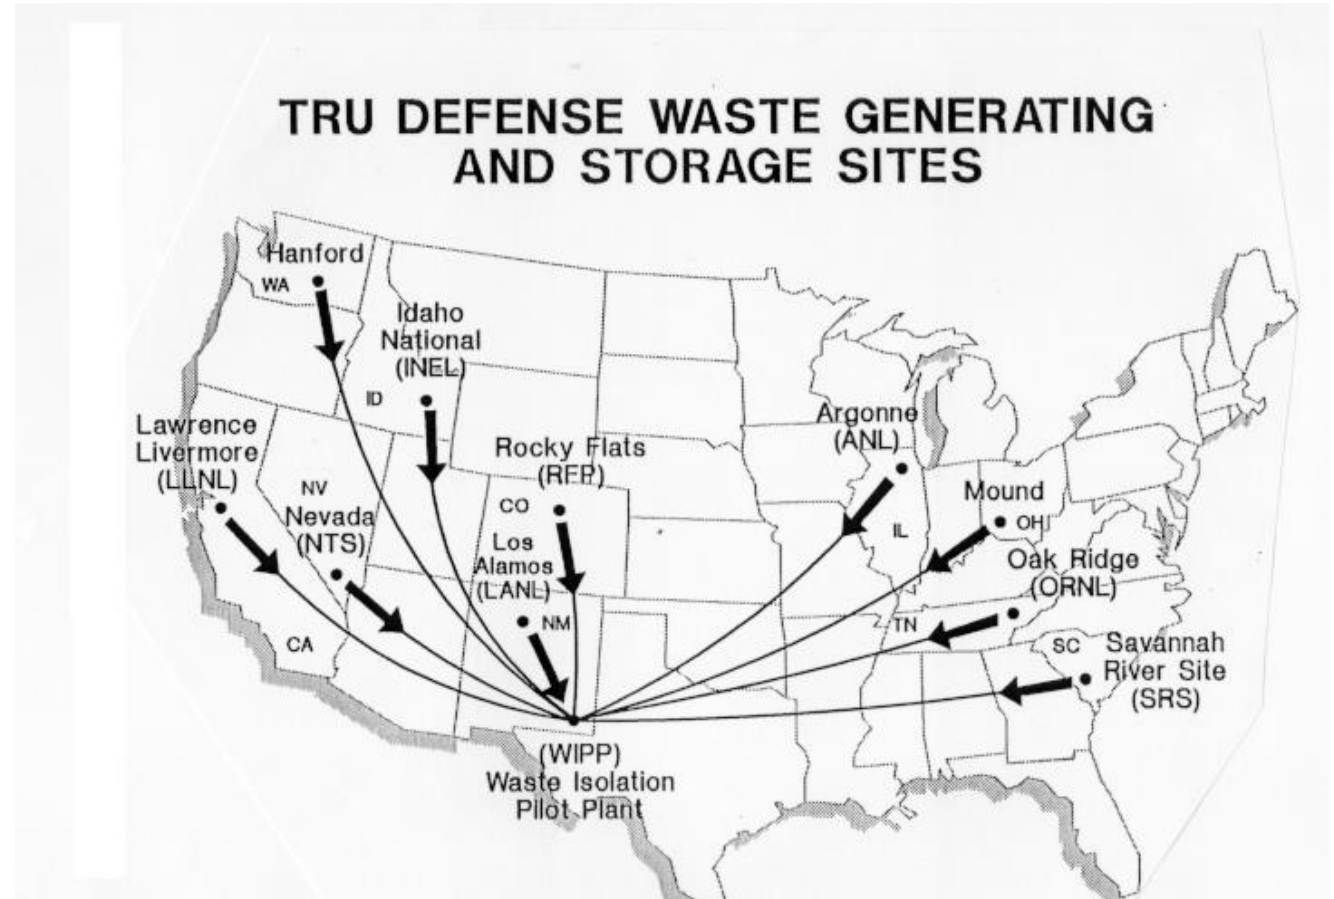 TRU DEFENSE WASTE GENERATING
AND STORAGE SITES
Hanford
WA
Idaho
National
(INEL)
ID
Lawrence
Livermore
(LLNL)
NV
Nevada
(NTS)
CA
Rocky Flats
(RFP)
CO
Los
Alamos
(LANL)
NM
Argonne
(ANL)
IL
Mound
OH
Oak Ridge
(ORNL)
TN
SC
Savannah
River Site
(SRS)
(WIPP)
Waste Isolation
Pilot Plant